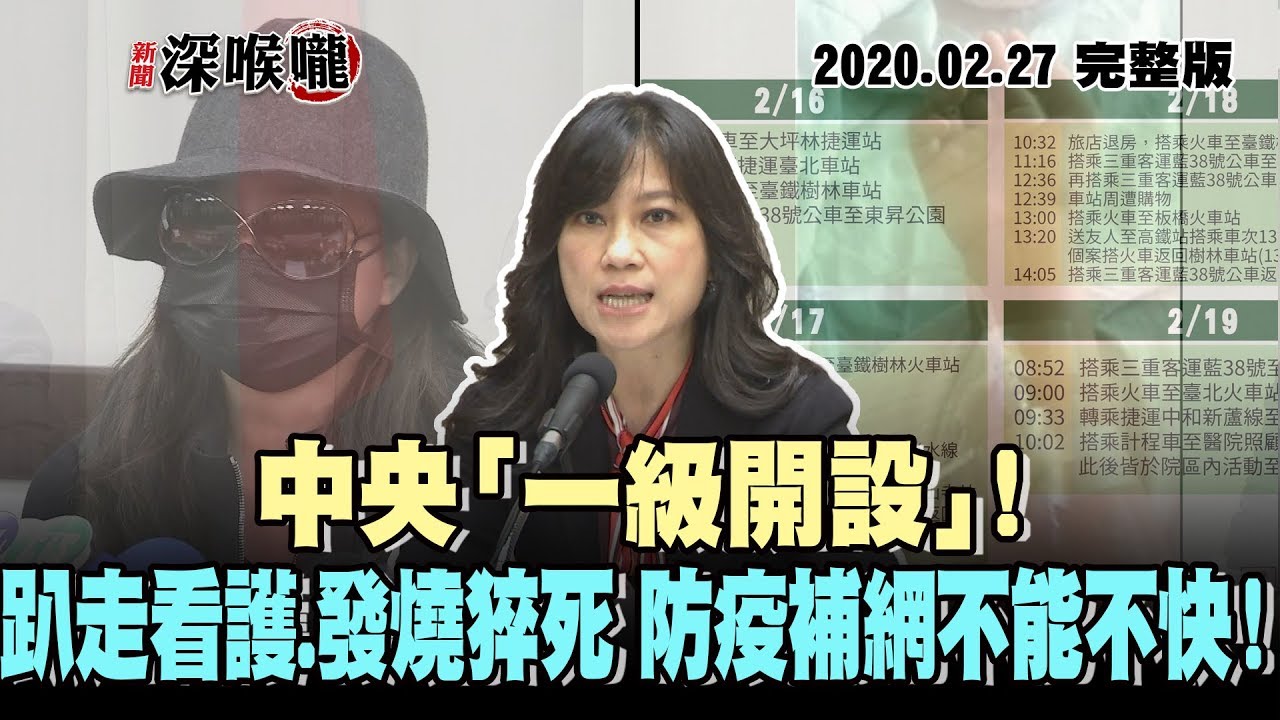 新聞深喉嚨
2020.02.27 完整版
2/16
車至大坪林捷運站
捷運臺北車站
至臺鐵樹林車站
38號公車至東昇公園
2/18
10:32 旅店退房，搭乘火車至臺鐵
11:16 搭乘三重客運藍38號公車至
12:36 再搭乘三重客運藍38號公車
12:39 車站周遭購物
13:00 搭乘火車至板橋火車站
13:20 送友人至高鐵站搭乘車次13
個案搭火車返回樹林車站(13
14:05 搭乘三重客運藍38號公車返
/17
至臺鐵樹林火車站
水線
2/19
08:52 搭乘三重客運藍38號至
09:00 搭乘火車至臺北火車站
09:33 轉乘捷運中和新蘆線至
10:02 搭乘計程車至醫院照顧
此後皆於院區內活動至
中央「一級開設」!
趴走看護.發燒猝死 防疫補網不能不快!